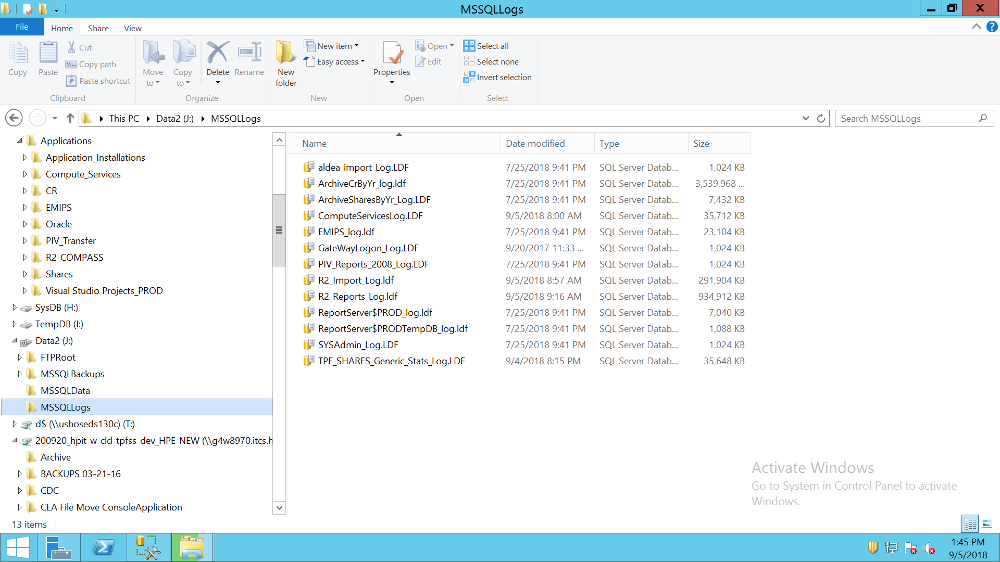 MSSQLLogs
File
Home
Share
View
Copy
Paste
Cut
Copy path
Paste shortcut
Clipboard
Move to
Copy to
Delete
Rename
Organize
New folder
New item
Easy access
New
Properties
Open
Edit
Open
Select all
Select none
Invert selection
Select
This PC
Data2 (J:)
MSSQLLogs
Search MSSQLLogs
Applications
Application_Installations
Compute_Services
CR
EMIPS
Oracle
PIV_Transfer
R2_COMPASS
Shares
Visual Studio Projects_PROD
SysDB (H:)
TempDB (I:)
Data2 (J:)
FTPRoot
MSSQLBackups
MSSQLData
MSSQLLogs
d$ (\\ushoseds130c) (T:)
200920_hpit-w-cld-tpfss-dev_HPE-NEW (\\g4w8970.itcs.h
Archive
BACKUPS 03-21-16
CDC
CEA File Move ConsoleApplication
Name Date modified Type Size
aldea_import_Log.LDF 7/25/2018 9:41 PM SQL Server Datab... 1,024 KB
ArchiveCrByYr_log.ldf 7/25/2018 9:41 PM SQL Server Datab... 3,539,968 ...
ArchiveSharesByYr_Log.LDF 7/25/2018 9:41 PM SQL Server Datab... 7,432 KB
ComputeServicesLog.LDF 9/5/2018 8:00 AM SQL Server Datab... 35,712 KB
EMIPS_log.ldf 7/25/2018 9:41 PM SQL Server Datab... 23,104 KB
GateWayLogon_Log.LDF 9/20/2017 11:33 ... SQL Server Datab... 1,024 KB
PIV_Reports_2008_Log.LDF 7/25/2018 9:41 PM SQL Server Datab... 1,024 KB
R2_Import_Log.ldf 9/5/2018 8:57 AM SQL Server Datab... 291,904 KB
R2_Reports_Log.ldf 9/5/2018 9:16 AM SQL Server Datab... 934,912 KB
ReportServer$PROD_log.ldf 7/25/2018 9:41 PM SQL Server Datab... 7,040 KB
ReportServer$PRODTempDB_log.ldf 7/25/2018 9:41 PM SQL Server Datab... 1,088 KB
SYSAdmin_Log.LDF 7/25/2018 9:41 PM SQL Server Datab... 1,024 KB
TPF_SHARES_Generic_Stats_Log.LDF 9/4/2018 8:15 PM SQL Server Datab... 35,648 KB
Activate Windows
Go to System in Control Panel to activate
Windows.
13 items
1:45 PM
9/5/2018